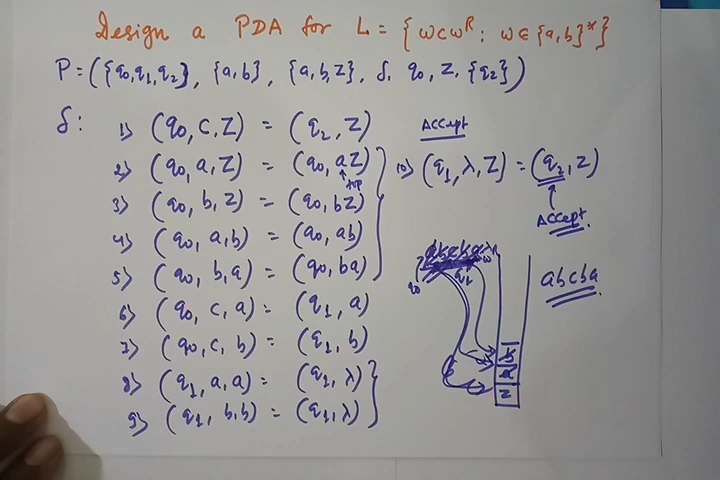 Design a PDA for L = {wcw^R : w ∈ {a,b}*}
P = ({q0,q1,q2}, {a,b}, {a,b,Z}, δ, q0, Z, {q2})
δ:
1) (q0, c, Z) = (q2, Z)
2) (q0, a, Z) = (q0, aZ)
top
3) (q0, b, Z) = (q0, bZ)
4) (q0, a, b) = (q0, ab)
5) (q0, b, a) = (q0, ba)
6) (q0, c, a) = (q1, a)
7) (q0, c, b) = (q1, b)
8) (q1, a, a) = (q1, λ)
9) (q1, b, b) = (q1, λ)
Accept
10) (q1, λ, Z) = (q2, Z)
Accept.
q0
q1
b
a
Z
abcba.